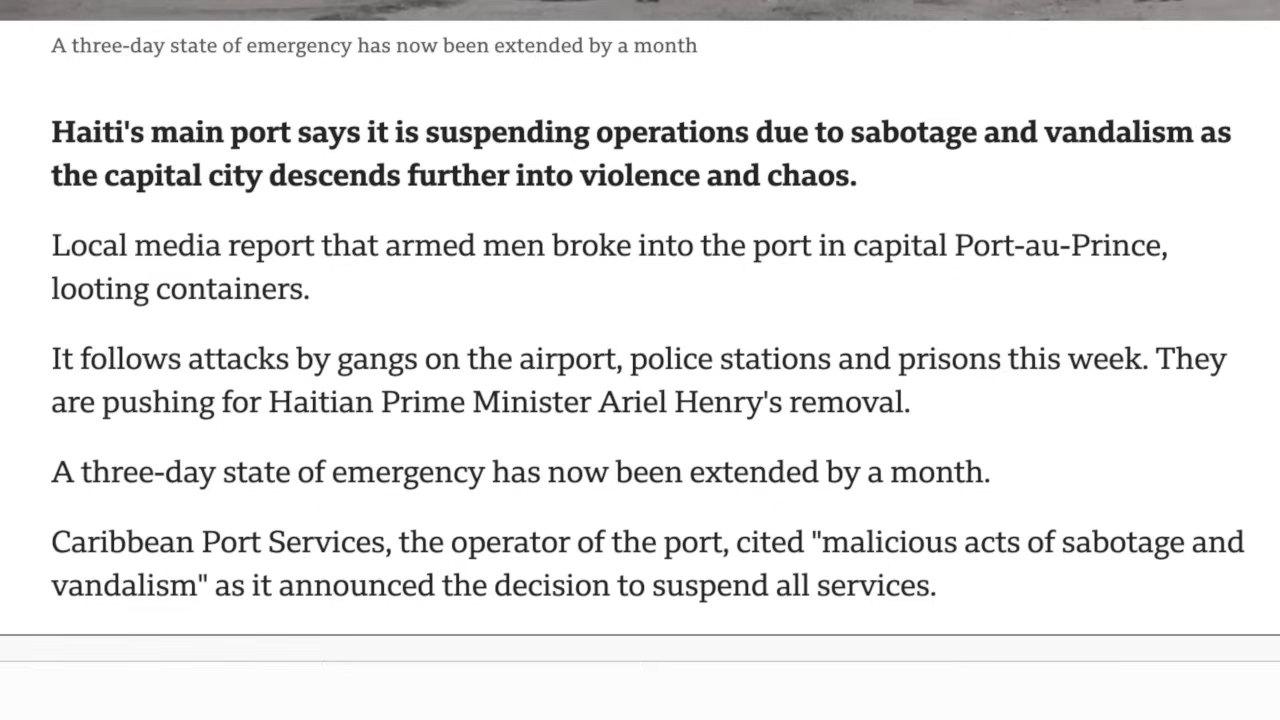 A three-day state of emergency has now been extended by a month
Haiti's main port says it is suspending operations due to sabotage and vandalism as
the capital city descends further into violence and chaos.
Local media report that armed men broke into the port in capital Port-au-Prince,
looting containers.
It follows attacks by gangs on the airport, police stations and prisons this week. They
are pushing for Haitian Prime Minister Ariel Henry's removal.
A three-day state of emergency has now been extended by a month.
Caribbean Port Services, the operator of the port, cited "malicious acts of sabotage and
vandalism" as it announced the decision to suspend all services.